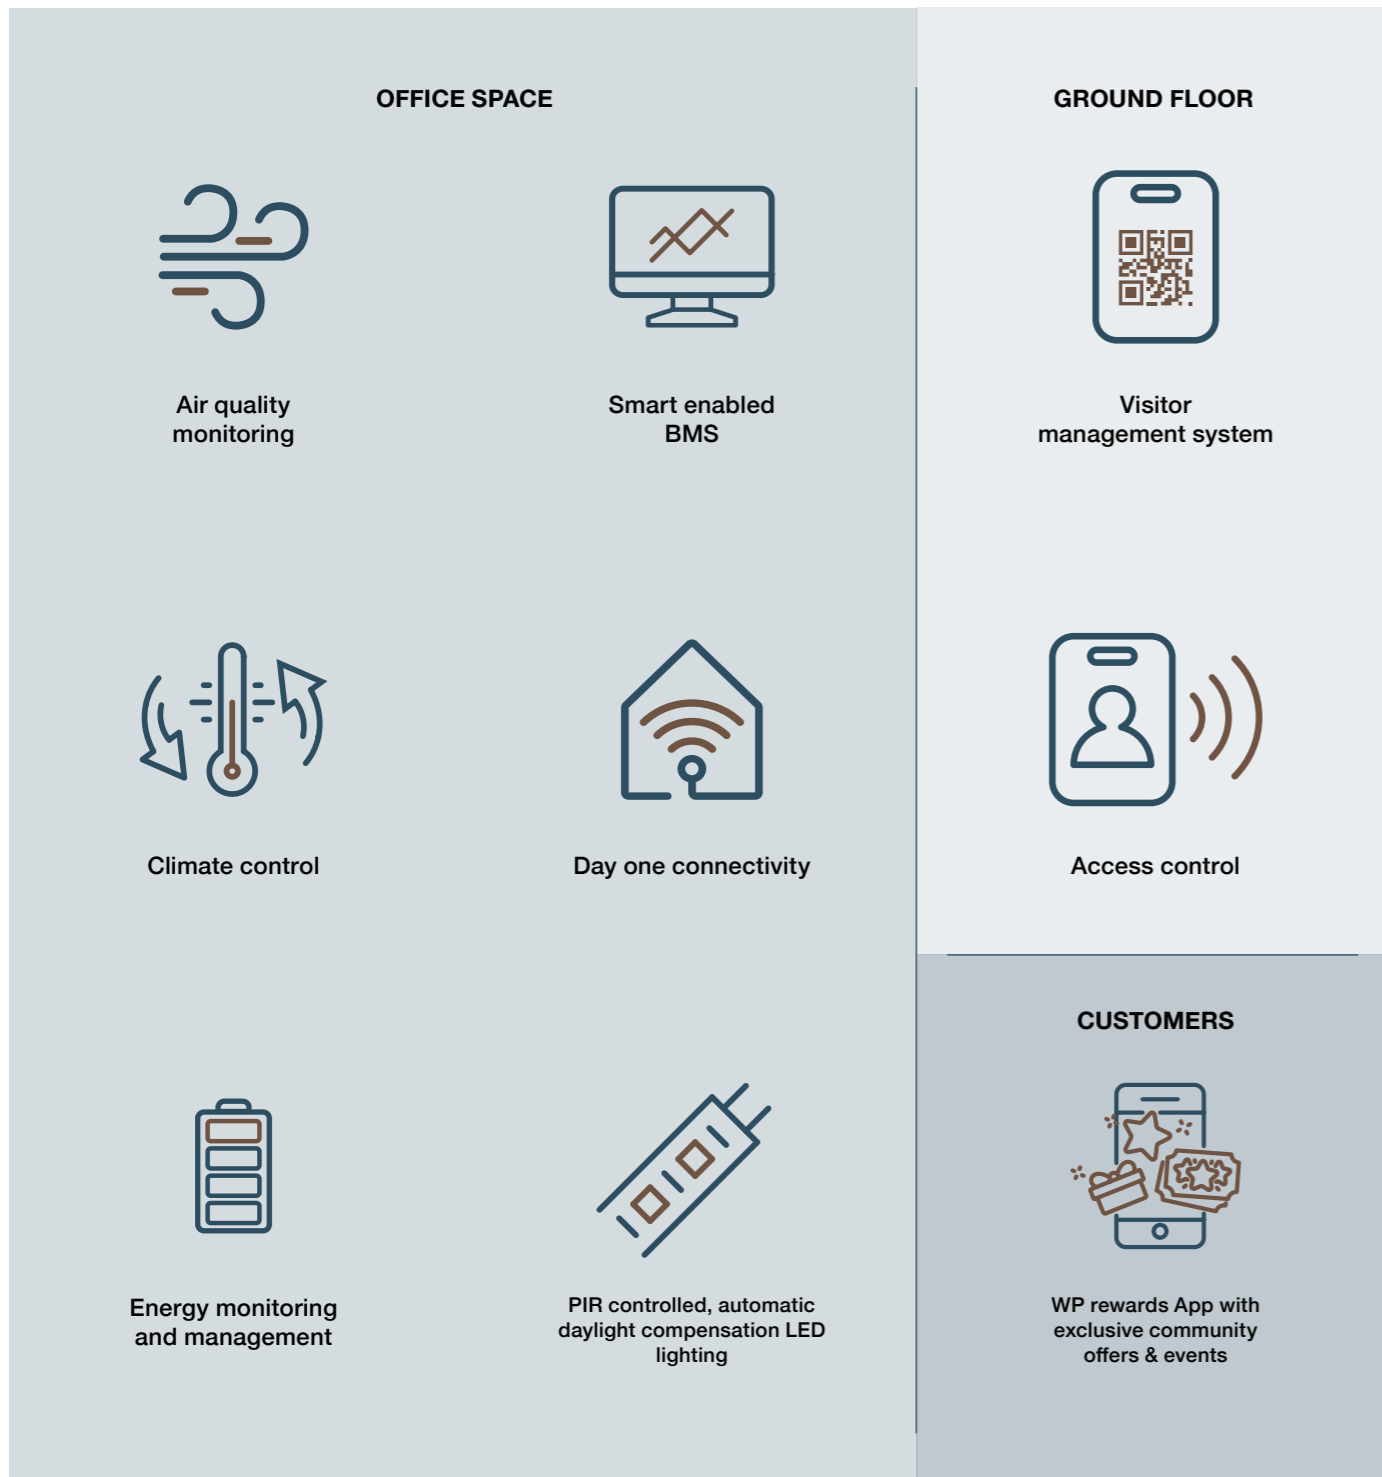 OFFICE SPACE
Air quality
monitoring
Smart enabled
BMS
Climate control
Day one connectivity
Energy monitoring
and management
PIR controlled, automatic
daylight compensation LED
lighting
GROUND FLOOR
Visitor
management system
Access control
CUSTOMERS
WP rewards App with
exclusive community
offers & events